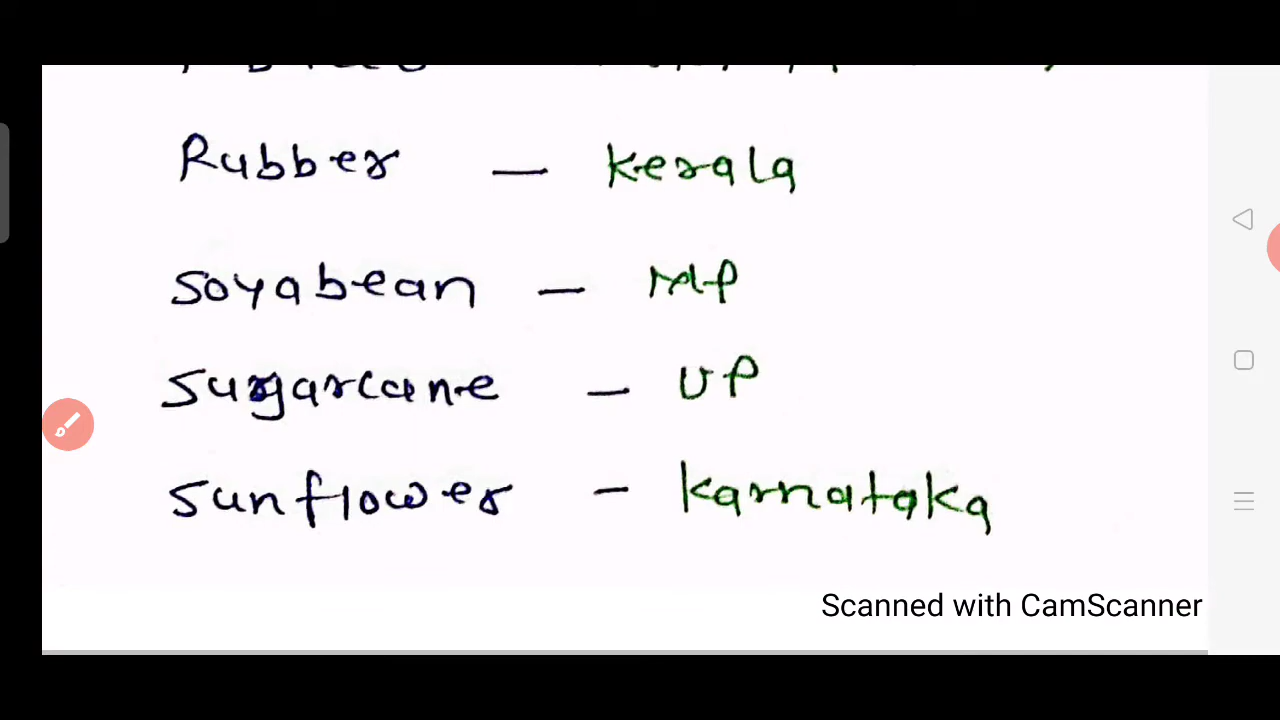 Rubber — Kerala
Soyabean — MP
Sugarcane — UP
Sunflower — Karnataka
Scanned with CamScanner